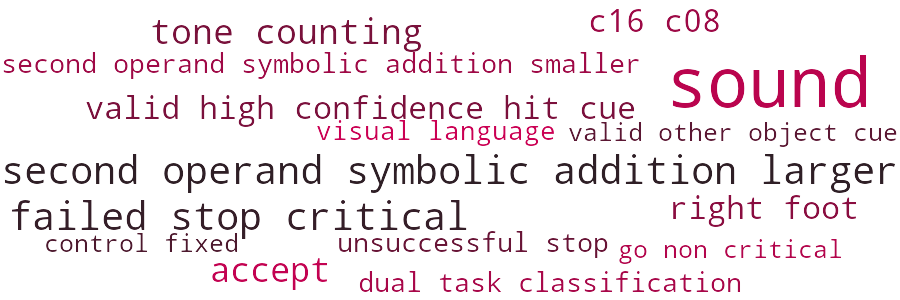 tone counting
c16 c08
second operand symbolic addition smaller
sound
valid high confidence hit cue
visual language
valid other object cue
second operand symbolic addition larger
failed stop critical
right foot
control fixed
unsuccessful stop
go non critical
accept
dual task classification